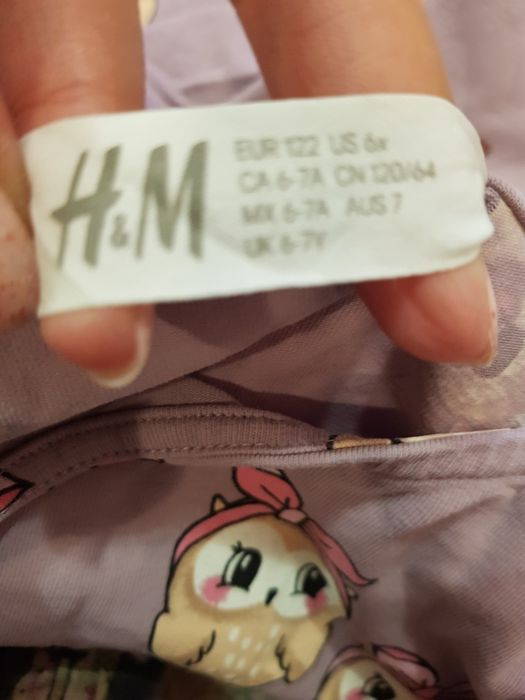 H&M
EUR 122 US 6x
CA 6-7A CN 120/64
MX 6-7A AUS 7
UK 6-7Y